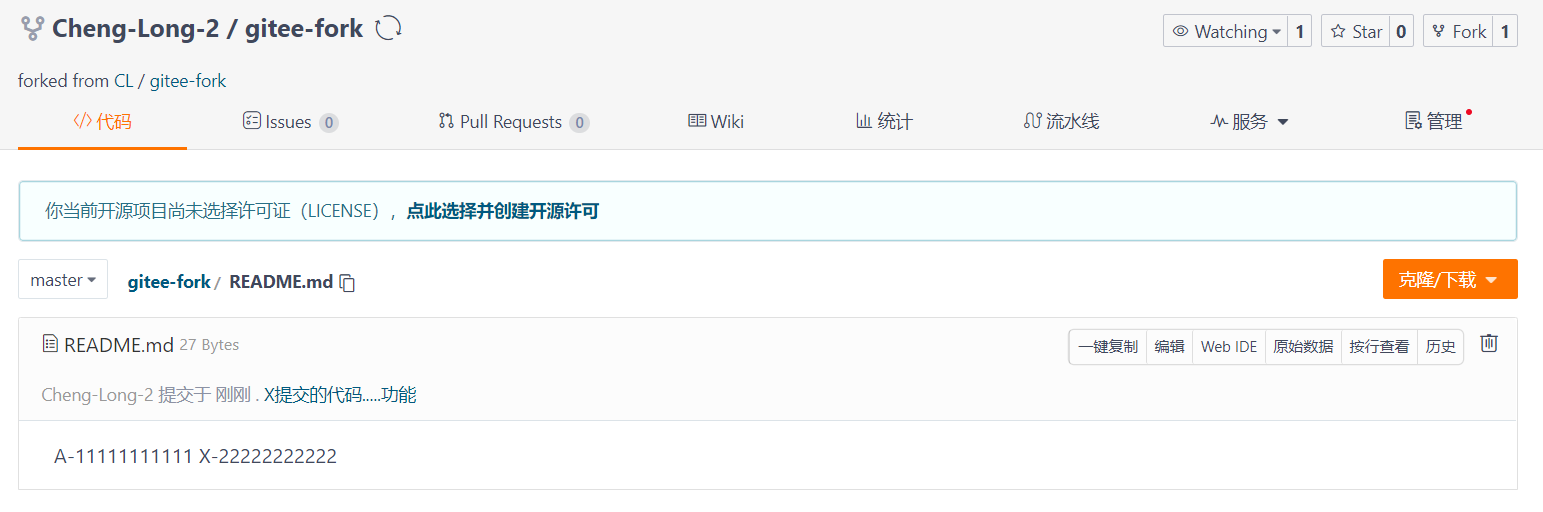 Cheng-Long-2 / gitee-fork
Watching 1 Star 0 Fork 1
forked from CL / gitee-fork
代码 Issues 0 Pull Requests 0 Wiki 统计 流水线 服务 管理
你当前开源项目尚未选择许可证（LICENSE），点此选择并创建开源许可
master gitee-fork / README.md 克隆/下载
README.md 27 Bytes 一键复制 编辑 Web IDE 原始数据 按行查看 历史
Cheng-Long-2 提交于 刚刚 . X提交的代码.....功能
A-11111111111 X-22222222222